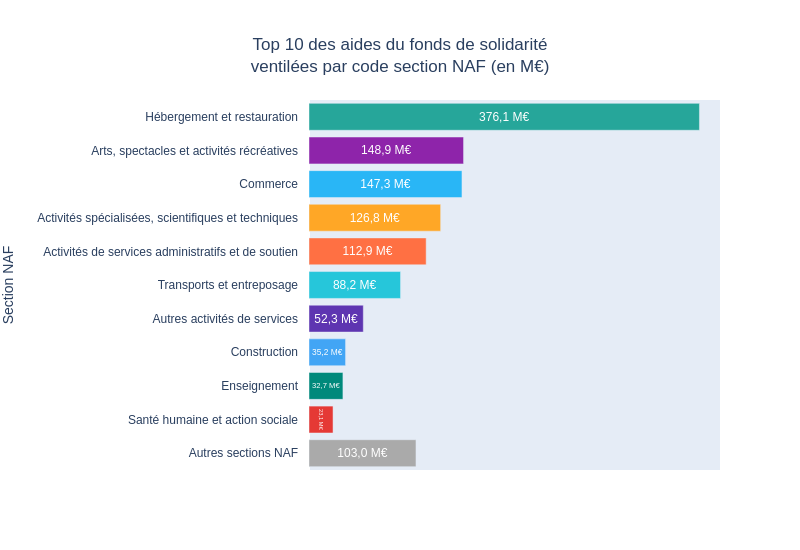 Top 10 des aides du fonds de solidarité
ventilées par code section NAF (en M€)
Section NAF
Hébergement et restauration 376,1 M€
Arts, spectacles et activités récréatives 148,9 M€
Commerce 147,3 M€
Activités spécialisées, scientifiques et techniques 126,8 M€
Activités de services administratifs et de soutien 112,9 M€
Transports et entreposage 88,2 M€
Autres activités de services 52,3 M€
Construction 35,2 M€
Enseignement 32,7 M€
Santé humaine et action sociale
Autres sections NAF 103,0 M€